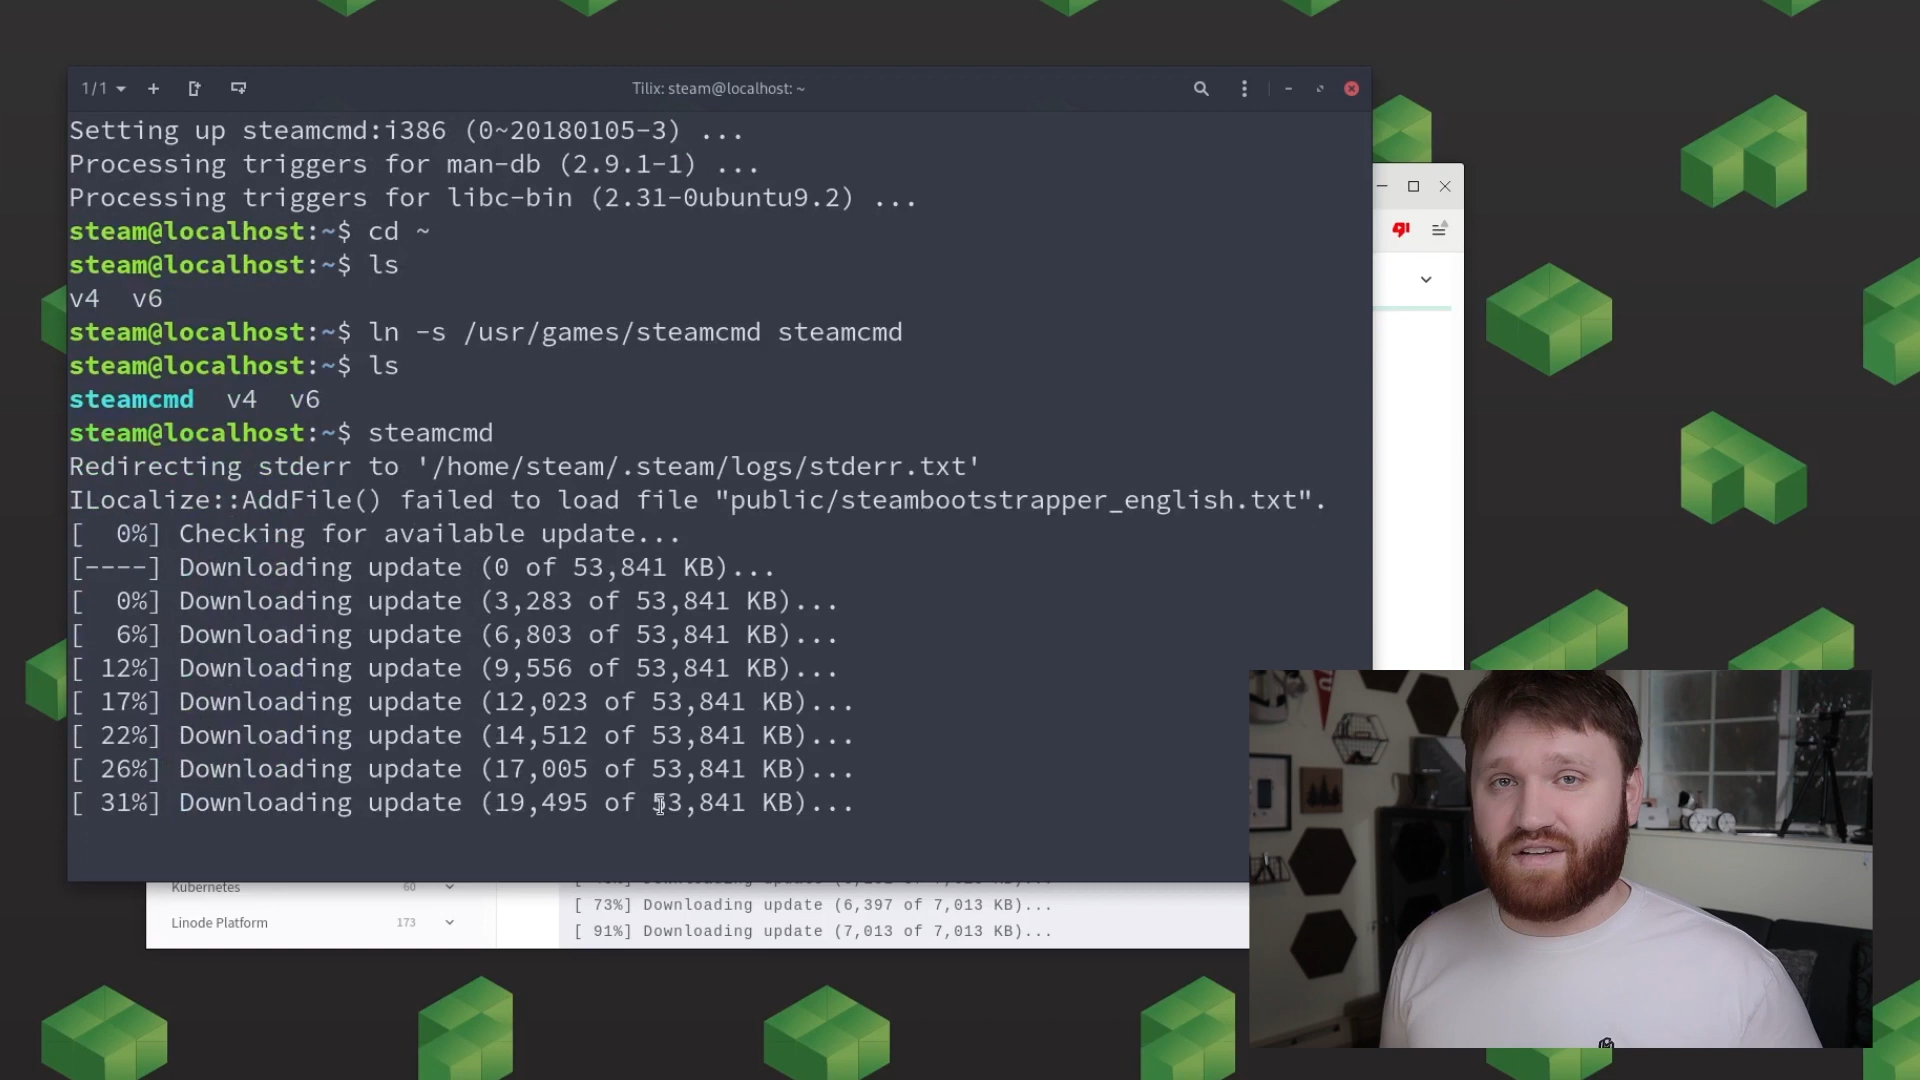 1/1
Tilix: steam@localhost: ~
Setting up steamcmd:i386 (0~20180105-3) ...
Processing triggers for man-db (2.9.1-1) ...
Processing triggers for libc-bin (2.31-0ubuntu9.2) ...
steam@localhost:~$ cd ~
steam@localhost:~$ ls
v4  v6
steam@localhost:~$ ln -s /usr/games/steamcmd steamcmd
steam@localhost:~$ ls
steamcmd  v4  v6
steam@localhost:~$ steamcmd
Redirecting stderr to '/home/steam/.steam/logs/stderr.txt'
ILocalize::AddFile() failed to load file "public/steambootstrapper_english.txt".
[  0%] Checking for available update...
[----] Downloading update (0 of 53,841 KB)...
[  0%] Downloading update (3,283 of 53,841 KB)...
[  6%] Downloading update (6,803 of 53,841 KB)...
[ 12%] Downloading update (9,556 of 53,841 KB)...
[ 17%] Downloading update (12,023 of 53,841 KB)...
[ 22%] Downloading update (14,512 of 53,841 KB)...
[ 26%] Downloading update (17,005 of 53,841 KB)...
[ 31%] Downloading update (19,495 of 53,841 KB)...
Kubernetes 60
Linode Platform 173
[ 73%] Downloading update (6,397 of 7,013 KB)...
[ 91%] Downloading update (7,013 of 7,013 KB)...